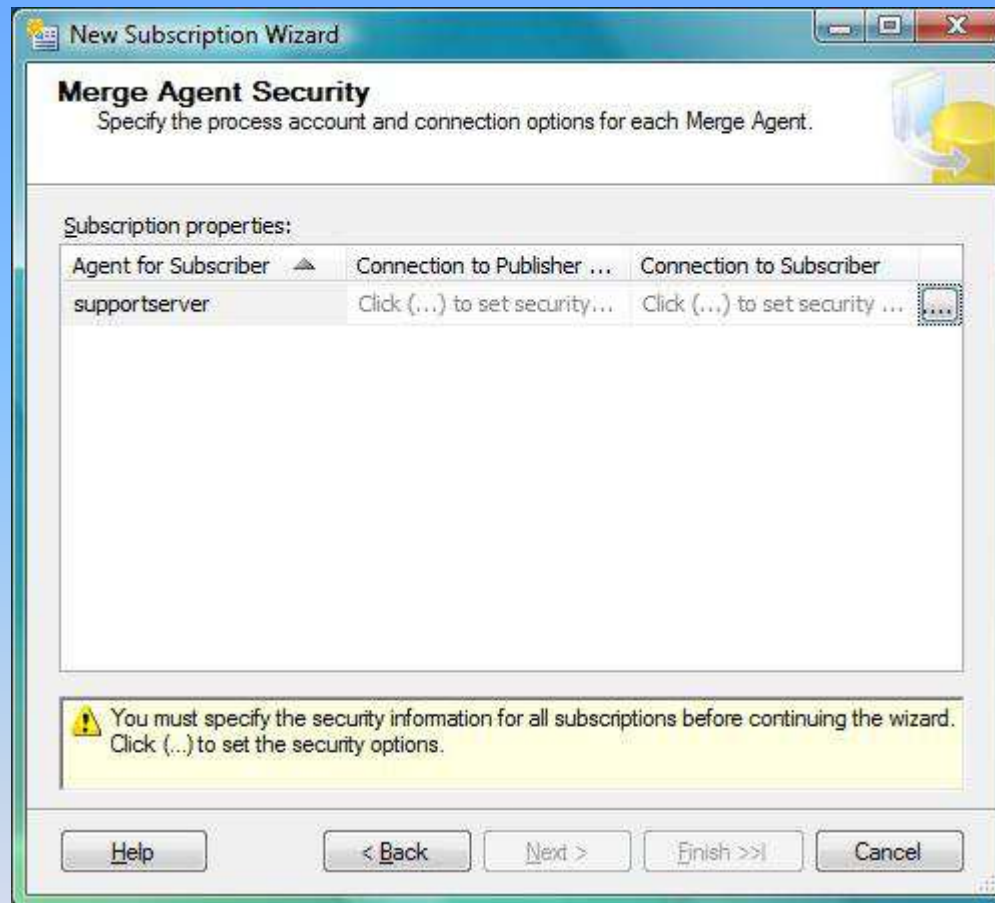 New Subscription Wizard
Merge Agent Security
Specify the process account and connection options for each Merge Agent.
Subscription properties:
Agent for Subscriber Connection to Publisher ... Connection to Subscriber
supportserver Click (...) to set security... Click (...) to set security ... ....
You must specify the security information for all subscriptions before continuing the wizard.
Click (...) to set the security options.
Help < Back Next > Finish >>| Cancel